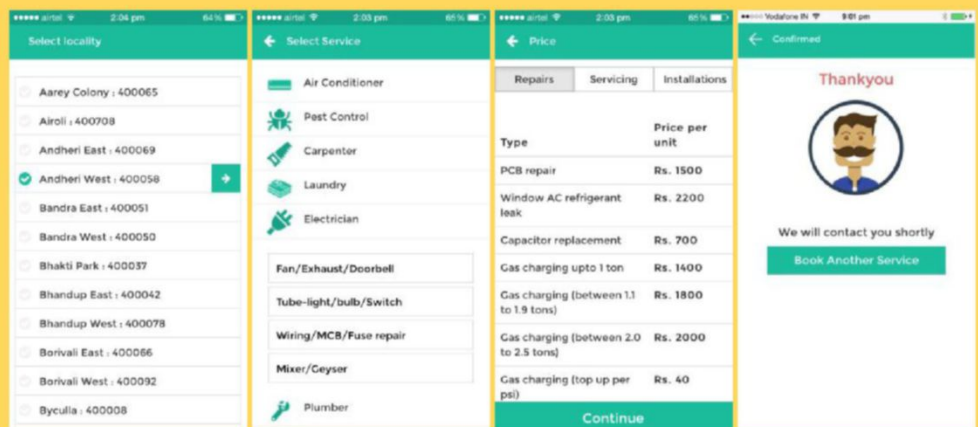 airtel 2:04 pm 64%
Select locality
Aarey Colony : 400065
Airoli : 400708
Andheri East : 400069
Andheri West : 400058
Bandra East : 400051
Bandra West : 400050
Bhakti Park : 400037
Bhandup East : 400042
Bhandup West : 400078
Borivali East : 400066
Borivali West : 400092
Byculla : 400008
airtel 2:03 pm 65%
Select Service
Air Conditioner
Pest Control
Carpenter
Laundry
Electrician
Fan/Exhaust/Doorbell
Tube-light/bulb/Switch
Wiring/MCB/Fuse repair
Mixer/Geyser
Plumber
airtel 2:03 pm 65%
Price
Repairs Servicing Installations
Type Price per
unit
PCB repair Rs. 1500
Window AC refrigerant Rs. 2200
leak
Capacitor replacement Rs. 700
Gas charging upto 1 ton Rs. 1400
Gas charging (between 1.1 Rs. 1800
to 1.9 tons)
Gas charging (between 2.0 Rs. 2000
to 2.5 tons)
Gas charging (top up per Rs. 40
psi)
Continue
Vodafone IN 9:01 pm
Confirmed
Thankyou
We will contact you shortly
Book Another Service